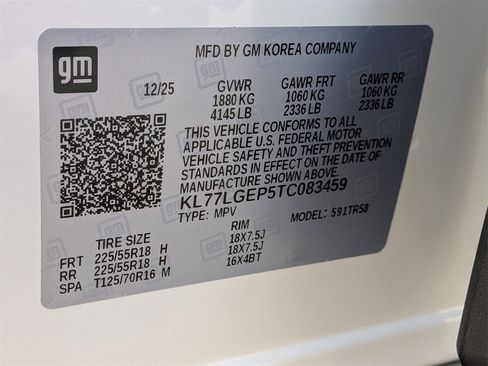 gm
MFD BY GM KOREA COMPANY
12/25 GVWR GAWR FRT GAWR RR
1880 KG 1060 KG 1060 KG
4145 LB 2336 LB 2336 LB
THIS VEHICLE CONFORMS TO ALL
APPLICABLE U.S. FEDERAL MOTOR
VEHICLE SAFETY AND THEFT PREVENTION
STANDARDS IN EFFECT ON THE DATE OF
MANUFACTURE SHOWN ABOVE.
KL77LGEP5TC083459
TYPE: MPV MODEL: 591TR58
TIRE SIZE RIM
FRT 225/55R18 H 18X7.5J
RR 225/55R18 H 18X7.5J
SPA T125/70R16 M 16X4BT